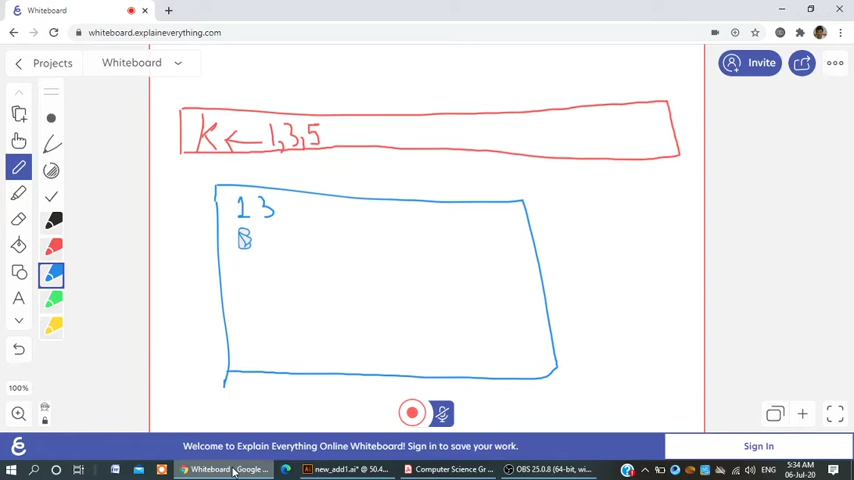 Whiteboard
whiteboard.explaineverything.com
Projects
Whiteboard
Invite
K ← 1,3,5
1 3
100%
Welcome to Explain Everything Online Whiteboard! Sign in to save your work.
Sign In
Whiteboard - Google ...
new_add1.ai* @ 50.4...
Computer Science Gr ...
OBS 25.0.8 (64-bit, wi...
ENG
5:34 AM
06-Jul-20